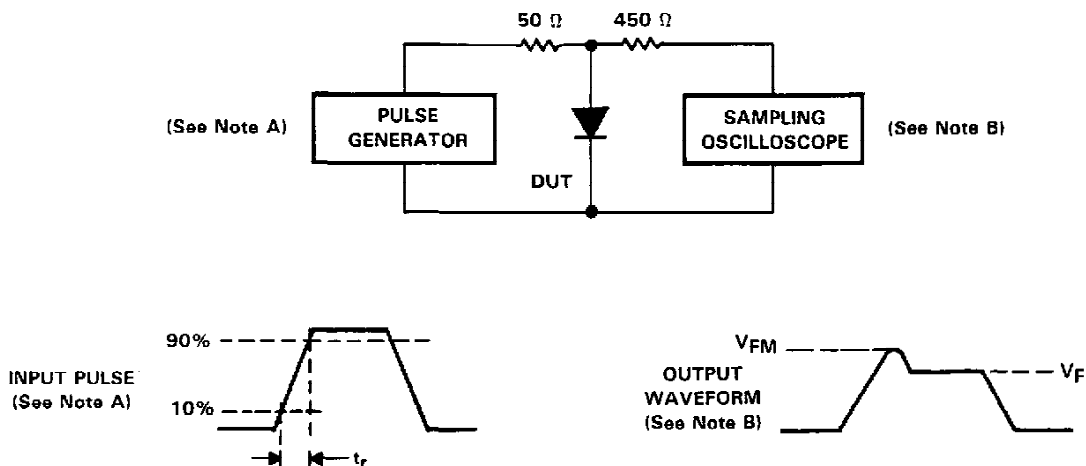 50 Ω
450 Ω
(See Note A)
PULSE
GENERATOR
SAMPLING
OSCILLOSCOPE
(See Note B)
DUT
90%
INPUT PULSE
(See Note A)
10%
tr
VFM
OUTPUT
WAVEFORM
(See Note B)
VF